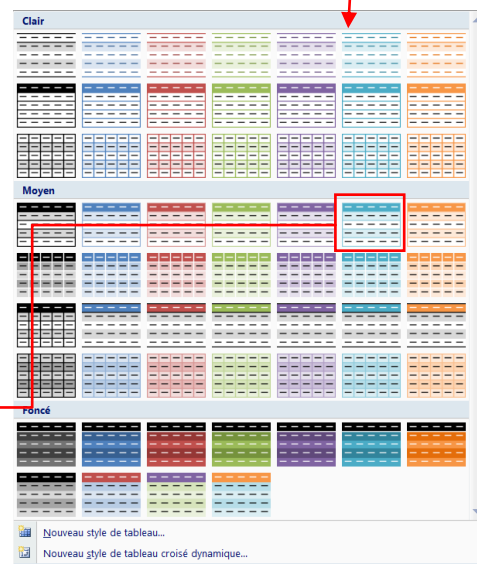 Clair
Moyen
Foncé
Nouveau style de tableau...
Nouveau style de tableau croisé dynamique...